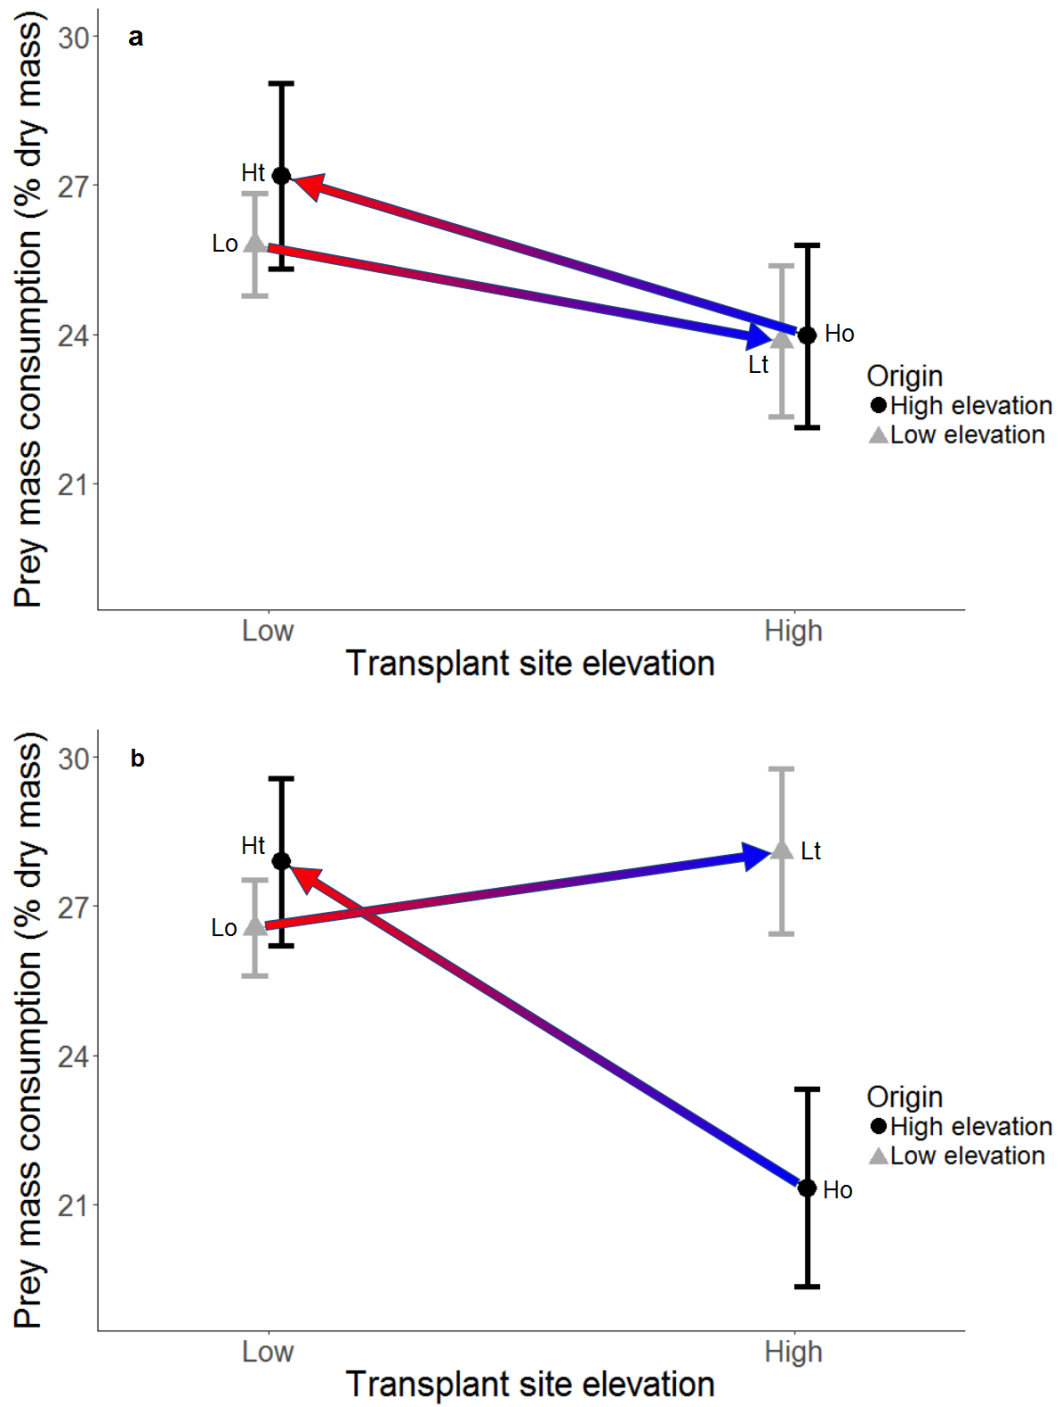 Prey mass consumption (% dry mass)
30
27
24
21
a
Ht
Lo
Ho
Lt
Origin
High elevation
Low elevation
Low
High
Transplant site elevation
Prey mass consumption (% dry mass)
30
27
24
21
b
Ht
Lo
Lt
Ho
Origin
High elevation
Low elevation
Low
High
Transplant site elevation